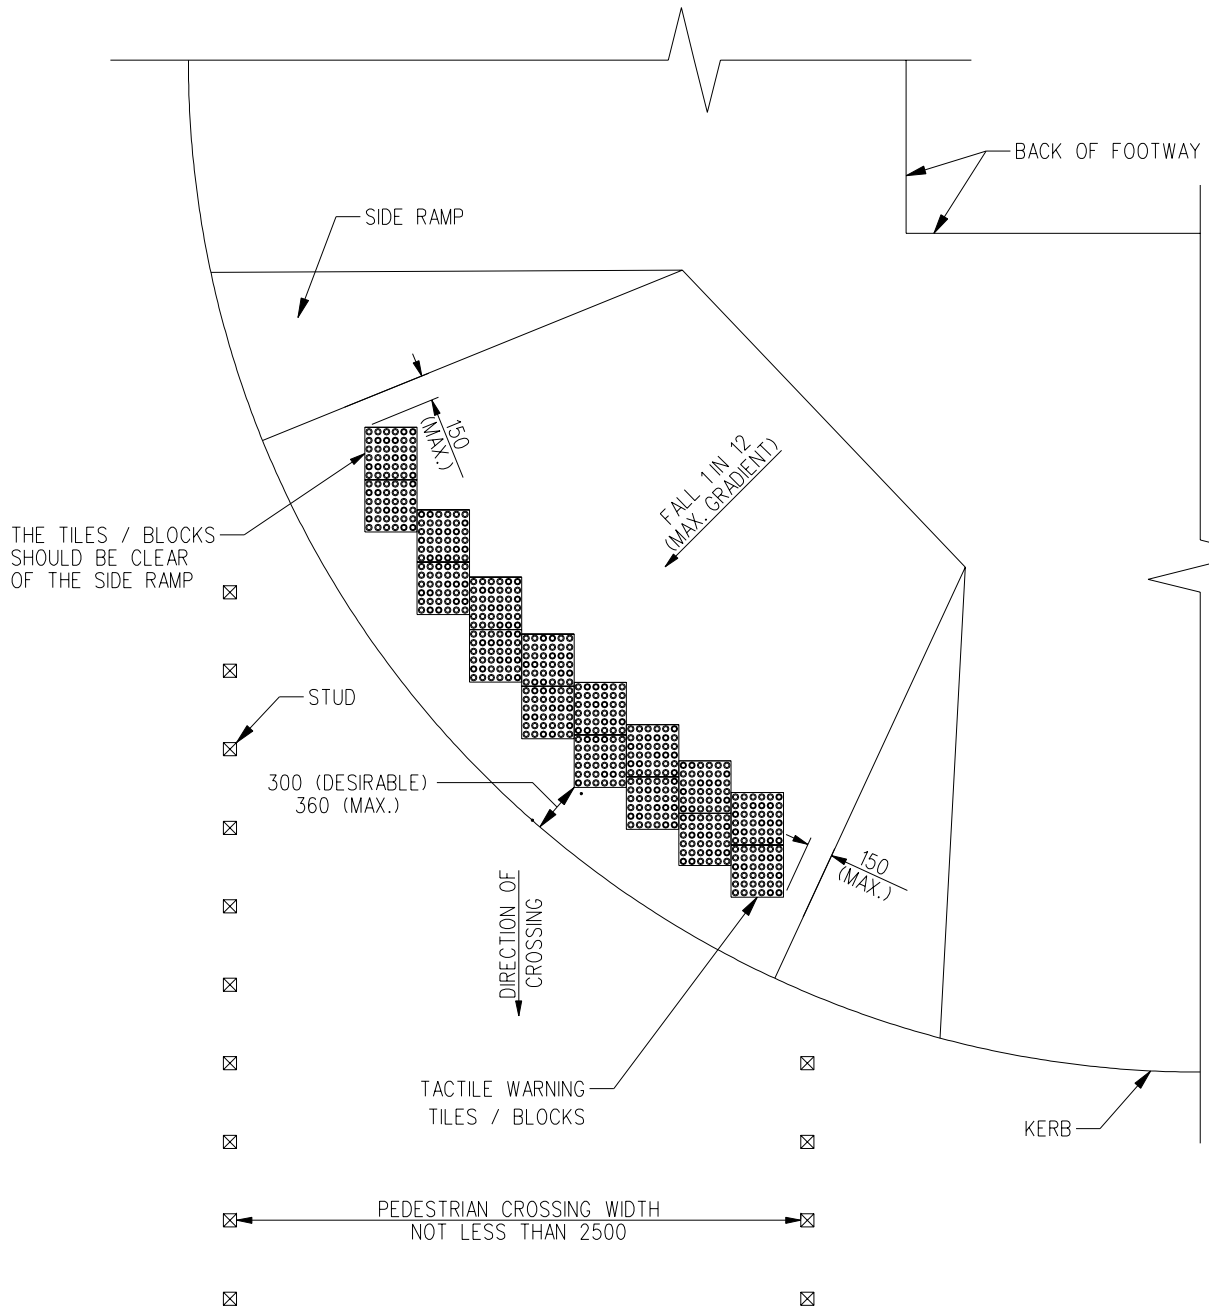 BACK OF FOOTWAY
SIDE RAMP
150
(MAX.)
FALL 1 IN 12
(MAX. GRADIENT)
THE TILES / BLOCKS
SHOULD BE CLEAR
OF THE SIDE RAMP
STUD
300 (DESIRABLE)
360 (MAX.)
150
(MAX.)
DIRECTION OF
CROSSING
TACTILE WARNING
TILES / BLOCKS
KERB
PEDESTRIAN CROSSING WIDTH
NOT LESS THAN 2500